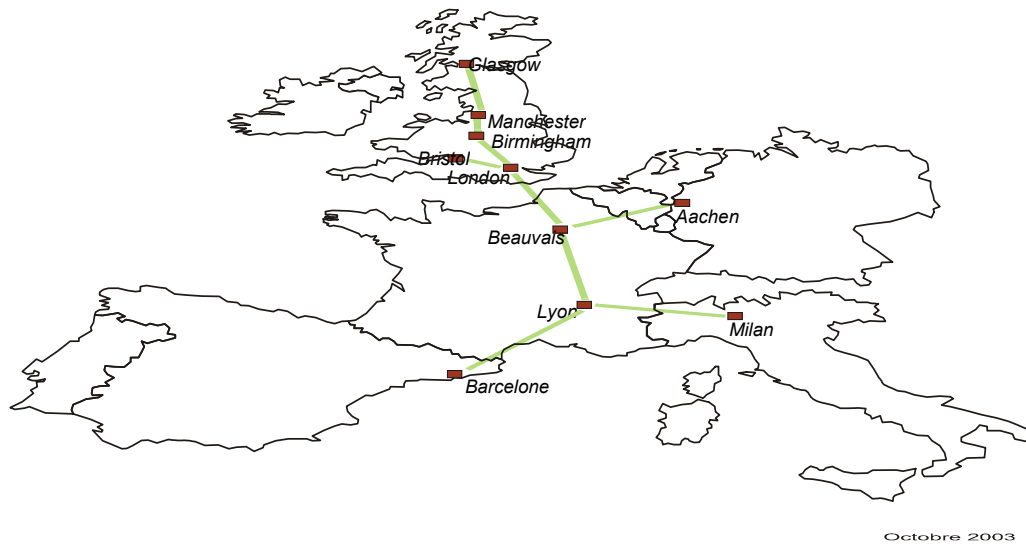 Glasgow
Manchester
Birmingham
Bristol
London
Aachen
Beauvais
Lyon
Milan
Barcelone
Octobre 2003